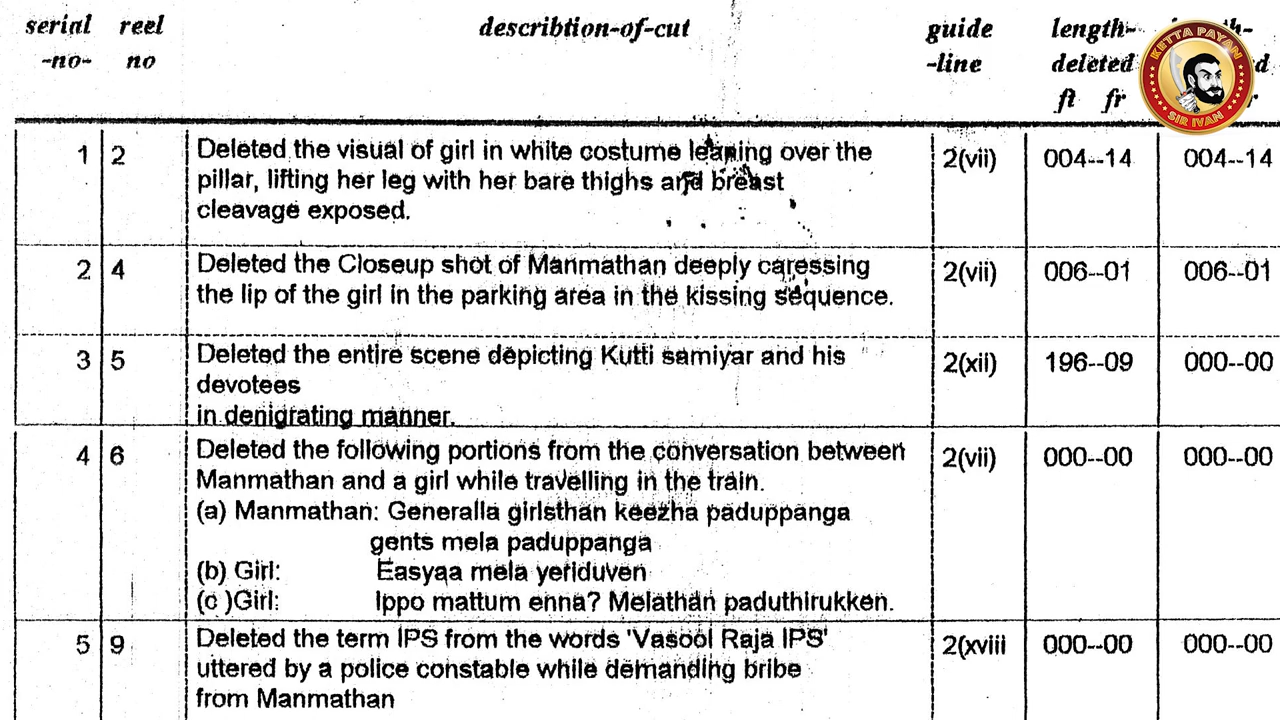 serial reel describtion-of-cut guide length-
-no- no -line deleted
ft fr
KETTA PAYAN
SIR IVAN
1 2 Deleted the visual of girl in white costume leaning over the 2(vii) 004--14 004--14
pillar, lifting her leg with her bare thighs and breast
cleavage exposed.
2 4 Deleted the Closeup shot of Manmathan deeply caressing 2(vii) 006--01 006--01
the lip of the girl in the parking area in the kissing sequence.
3 5 Deleted the entire scene depicting Kutti samiyar and his 2(xii) 196--09 000--00
devotees
in denigrating manner.
4 6 Deleted the following portions from the conversation between 2(vii) 000--00 000--00
Manmathan and a girl while travelling in the train.
(a) Manmathan: Generalla girlsthan keezha paduppanga
gents mela paduppanga
(b) Girl: Easyaa mela yeriduven
(c )Girl: Ippo mattum enna? Melathan paduthirukken.
5 9 Deleted the term IPS from the words 'Vasool Raja IPS' 2(xviii 000--00 000--00
uttered by a police constable while demanding bribe
from Manmathan